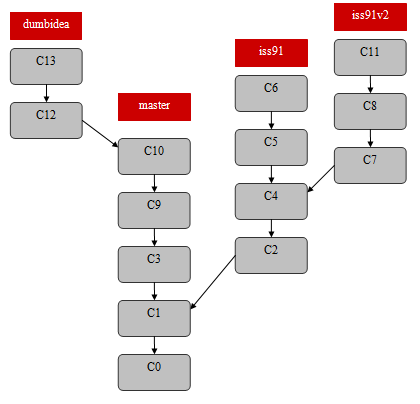 dumbidea
C13
C12
master
C10
C9
C3
C1
C0
iss91
C6
C5
C4
C2
iss91v2
C11
C8
C7